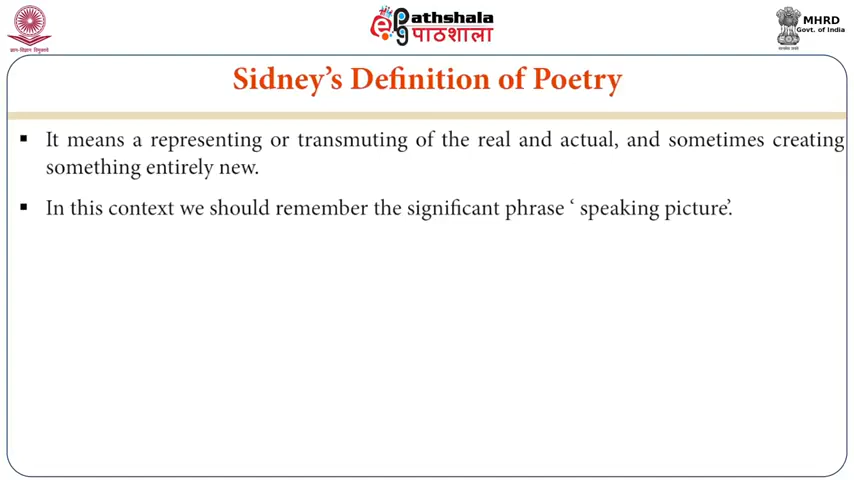 ePathshala
पाठशाला
MHRD
Govt. of India
Sidney's Definition of Poetry
▪ It means a representing or transmuting of the real and actual, and sometimes creating
something entirely new.
▪ In this context we should remember the significant phrase ‘ speaking picture’.